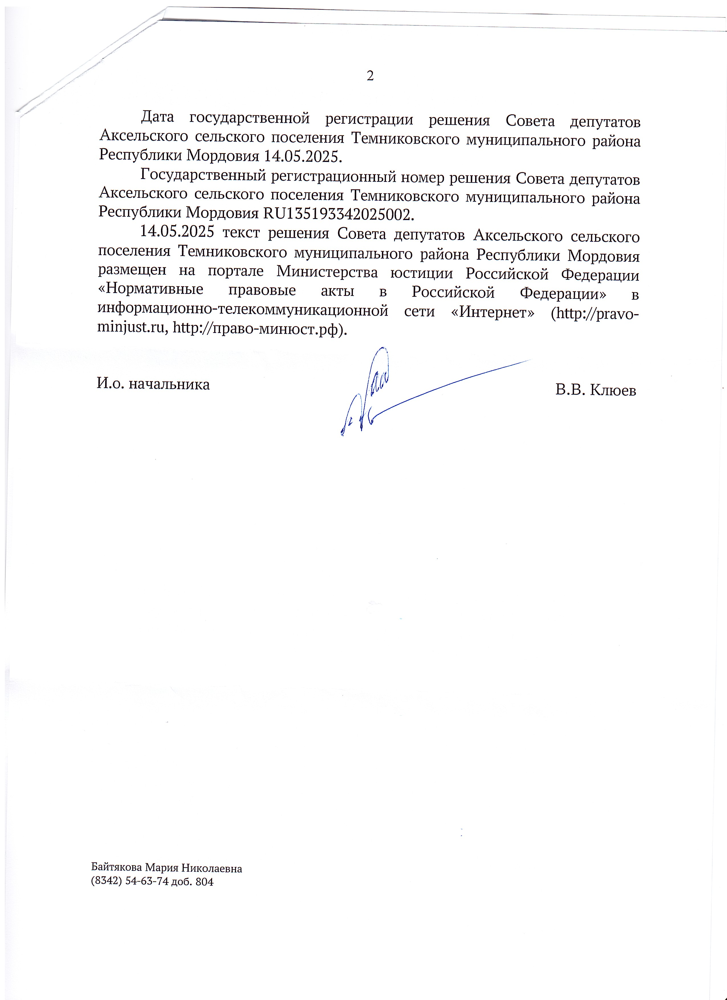 2
Дата государственной регистрации решения Совета депутатов
Аксельского сельского поселения Темниковского муниципального района
Республики Мордовия 14.05.2025.
Государственный регистрационный номер решения Совета депутатов
Аксельского сельского поселения Темниковского муниципального района
Республики Мордовия RU135193342025002.
14.05.2025 текст решения Совета депутатов Аксельского сельского
поселения Темниковского муниципального района Республики Мордовия
размещен на портале Министерства юстиции Российской Федерации
«Нормативные правовые акты в Российской Федерации» в
информационно-телекоммуникационной сети «Интернет» (http://pravo-
minjust.ru, http://право-минюст.рф).
И.о. начальника
В.В. Клюев
Байтякова Мария Николаевна
(8342) 54-63-74 доб. 804